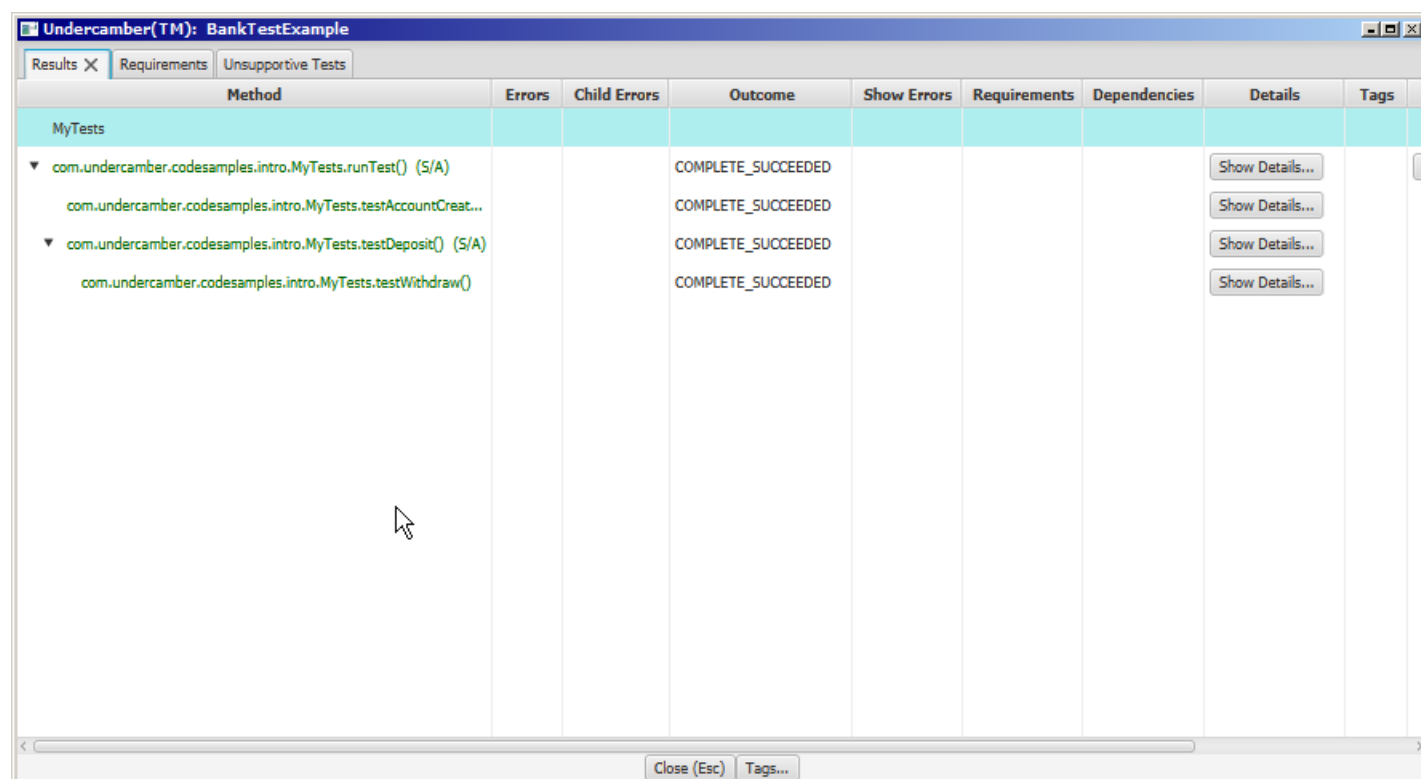 Undercamber(TM): BankTestExample
Results Requirements Unsupportive Tests
Method Errors Child Errors Outcome Show Errors Requirements Dependencies Details Tags
MyTests
com.undercamber.codesamples.intro.MyTests.runTest() (S/A) COMPLETE_SUCCEEDED Show Details...
com.undercamber.codesamples.intro.MyTests.testAccountCreat... COMPLETE_SUCCEEDED Show Details...
com.undercamber.codesamples.intro.MyTests.testDeposit() (S/A) COMPLETE_SUCCEEDED Show Details...
com.undercamber.codesamples.intro.MyTests.testWithdraw() COMPLETE_SUCCEEDED Show Details...
Close (Esc) Tags...